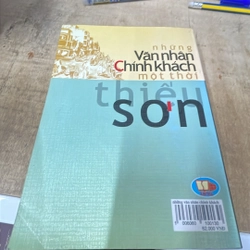 những
Văn nhân
Chính khách
một thời
thiếu
sơn